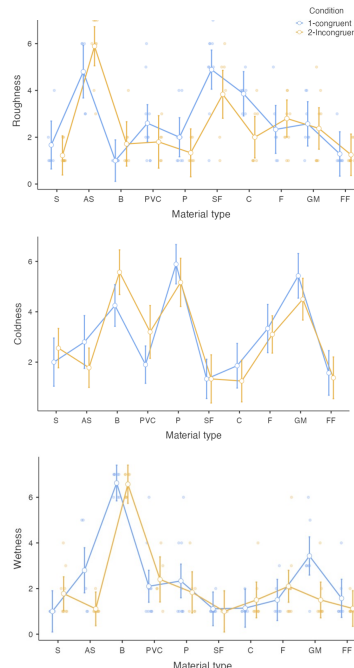 Condition
1-congruent
2-Incongruent
Roughness
6
4
2
0
S AS B PVC P SF C F GM FF
Material type
Coldness
6
4
2
S AS B PVC P SF C F GM FF
Material type
Wetness
6
4
2
0
S AS B PVC P SF C F GM FF
Material type